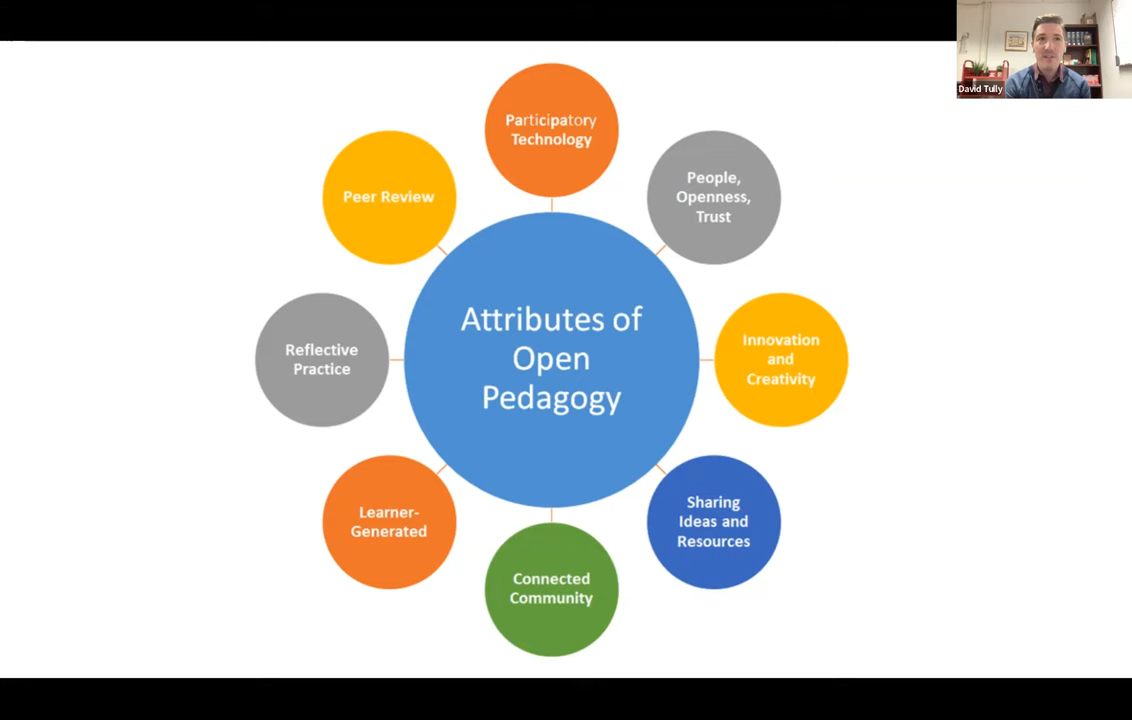 David Tully
Participatory
Technology
People,
Openness,
Trust
Innovation
and
Creativity
Sharing
Ideas and
Resources
Connected
Community
Learner-
Generated
Reflective
Practice
Peer Review
Attributes of
Open
Pedagogy